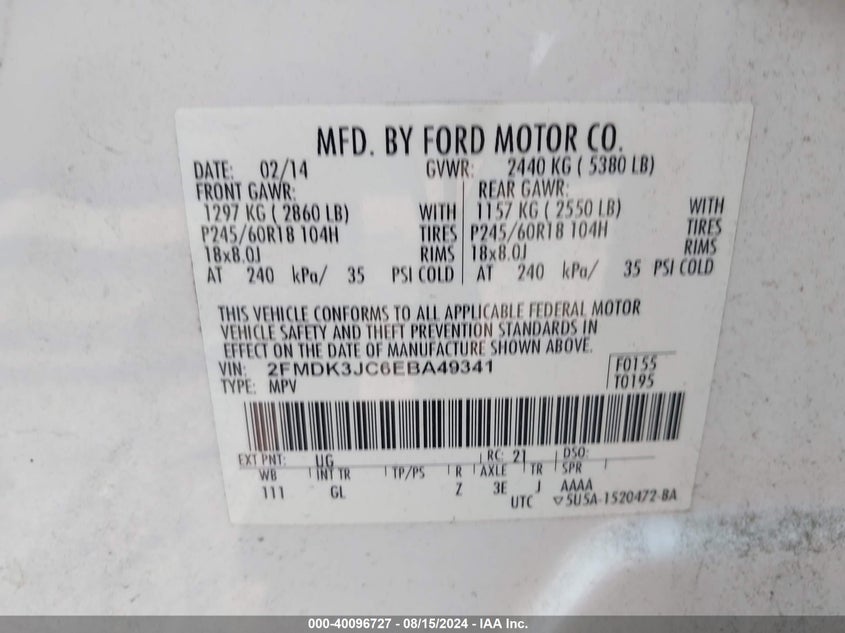 MFD. BY FORD MOTOR CO.
DATE: 02/14 GVWR: 2440 KG ( 5380 LB)
FRONT GAWR: REAR GAWR:
1297 KG ( 2860 LB) WITH 1157 KG ( 2550 LB) WITH
P245/60R18 104H TIRES P245/60R18 104H TIRES
18x8.0J RIMS 18x8.0J RIMS
AT 240 kPa/ 35 PSI COLD AT 240 kPa/ 35 PSI COLD
THIS VEHICLE CONFORMS TO ALL APPLICABLE FEDERAL MOTOR
VEHICLE SAFETY AND THEFT PREVENTION STANDARDS IN
EFFECT ON THE DATE OF MANUFACTURE SHOWN ABOVE.
VIN: 2FMDK3JC6EBA49341 F0155
TYPE: MPV T0195
EXT PNT: UG RC: 21 DSO:
WB INT TR TP/PS R AXLE TR SPR
111 GL Z 3E J AAAA
UTC ▽5U5A-1520472-BA
000-40096727 - 08/15/2024 - IAA Inc.